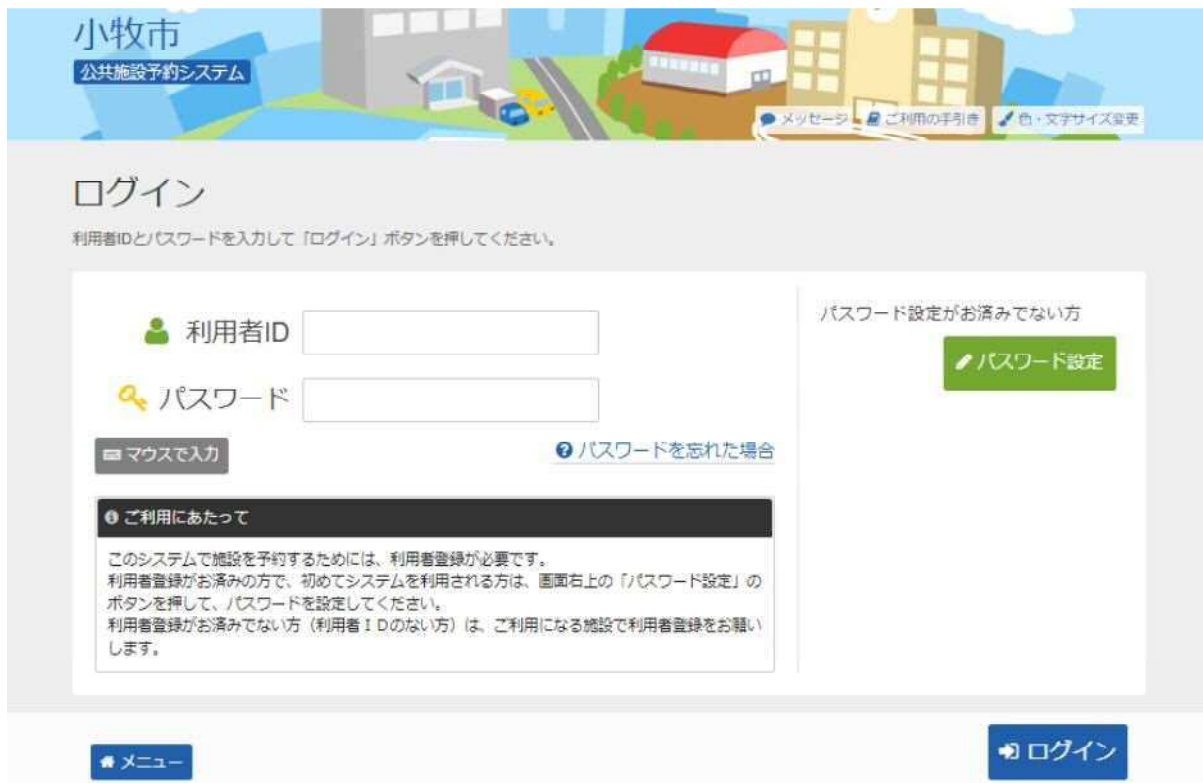 小牧市
公共施設予約システム
メッセージ ご利用の手引き 色・文字サイズ変更
ログイン
利用者IDとパスワードを入力して「ログイン」ボタンを押してください。
利用者ID
パスワード
マウスで入力
パスワードを忘れた場合
パスワード設定がお済みでない方
パスワード設定
ご利用にあたって
このシステムで施設を予約するためには、利用者登録が必要です。
利用者登録がお済みの方で、初めてシステムを利用される方は、画面右上の「パスワード設定」の
ボタンを押して、パスワードを設定してください。
利用者登録がお済みでない方（利用者ＩＤのない方）は、ご利用になる施設で利用者登録をお願い
します。
メニュー
ログイン